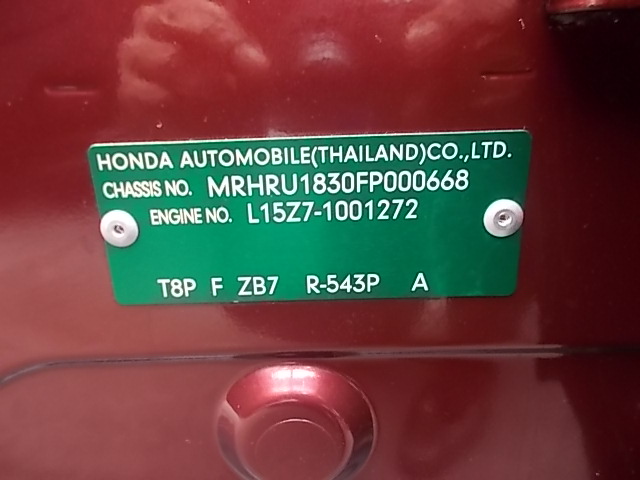 HONDA AUTOMOBILE(THAILAND)CO.,LTD.
CHASSIS NO. MRHRU1830FP000668
ENGINE NO. L15Z7-1001272
T8P F ZB7 R-543P A